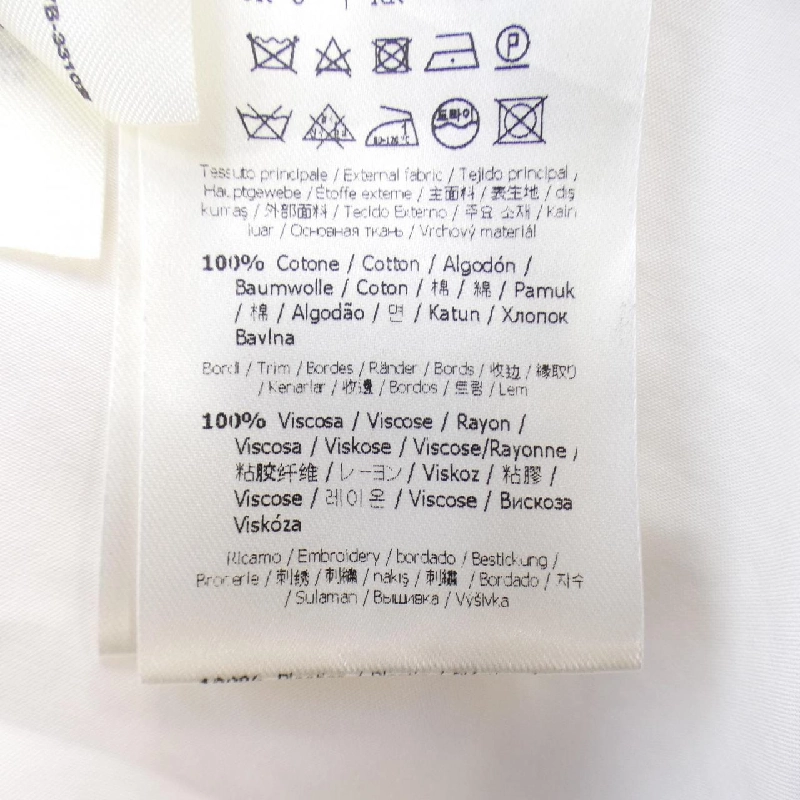 Tessuto principale / External fabric / Tejido principal /
Hauptgewebe / Étoffe externe / 主面料 / 表生地 / diş
kumaş / 外部面料 / Tecido Externo / 주요 소재 / Kain
luar / Основная ткань / Vrchový materiál
100% Cotone / Cotton / Algodón /
Baumwolle / Coton / 棉 / 綿 / Pamuk
/ 棉 / Algodão / 면 / Katun / Хлопок
Bavlna
Bordi / Trim / Bordes / Ränder / Bords / 收边 / 縁取り
/ Kenarlar / 收邊 / Bordos / 트림 / Lem
100% Viscosa / Viscose / Rayon /
Viscosa / Viskose / Viscose/Rayonne /
粘胶纤维 / レーヨン / Viskoz / 粘膠 /
Viscose / 레이온 / Viscose / Вискоза
Viskóza
Ricamo / Embroidery / bordado / Bestickung /
Broderie / 刺绣 / 刺繍 / nakış / 刺繡 / Bordado / 자수
/ Sulaman / Вышивка / Výšivka